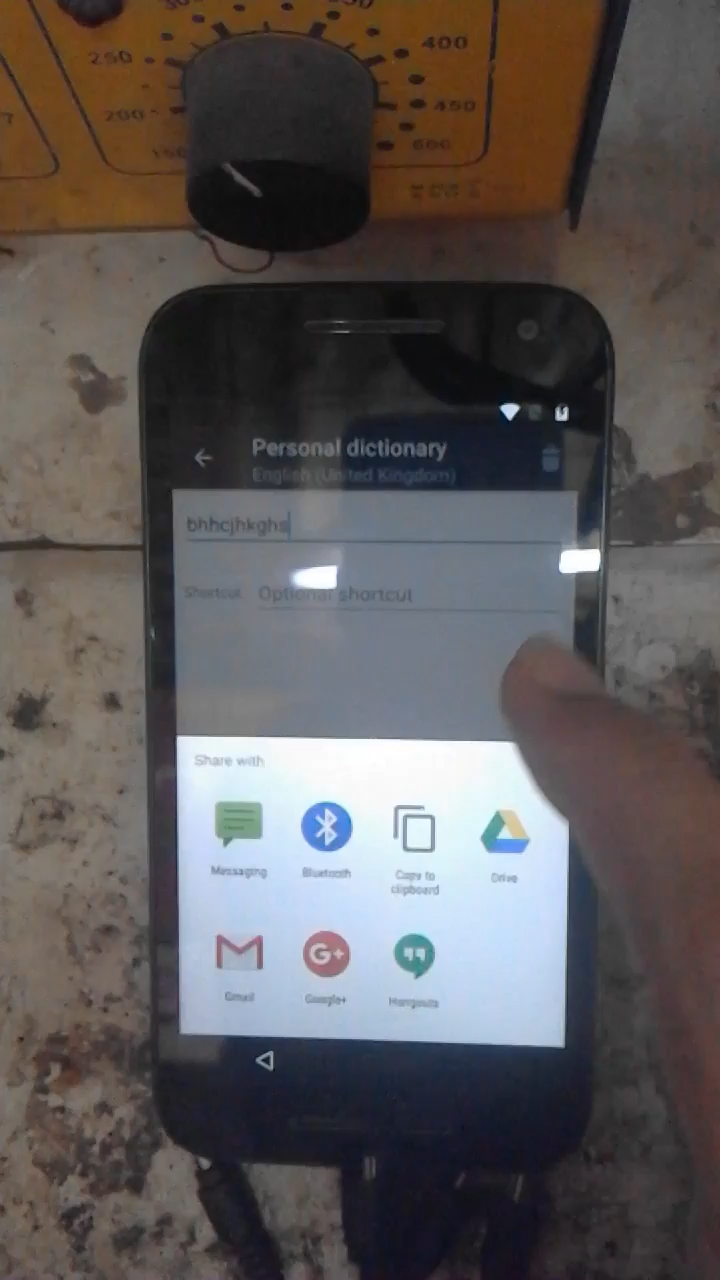 250
400
200
450
150
600
Personal dictionary
English (United Kingdom)
bhhcjhkghs
Shortcut Optional shortcut
Share with
Messaging Bluetooth Copy to clipboard Drive
Gmail Google+ Hangouts